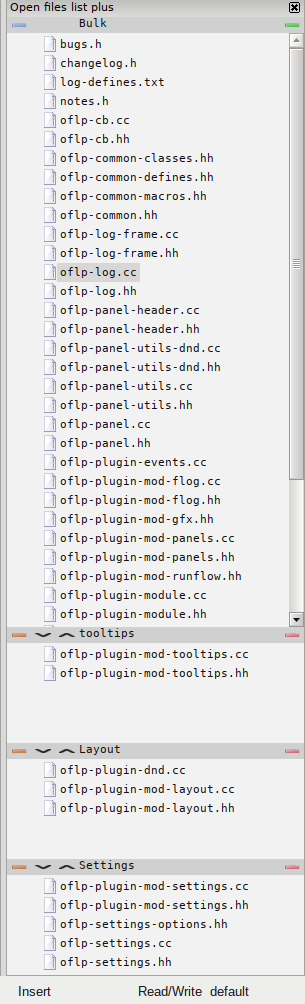 Open files list plus
Bulk
bugs.h
changelog.h
log-defines.txt
notes.h
oflp-cb.cc
oflp-cb.hh
oflp-common-classes.hh
oflp-common-defines.hh
oflp-common-macros.hh
oflp-common.hh
oflp-log-frame.cc
oflp-log-frame.hh
oflp-log.cc
oflp-log.hh
oflp-panel-header.cc
oflp-panel-header.hh
oflp-panel-utils-dnd.cc
oflp-panel-utils-dnd.hh
oflp-panel-utils.cc
oflp-panel-utils.hh
oflp-panel.cc
oflp-panel.hh
oflp-plugin-events.cc
oflp-plugin-mod-flog.cc
oflp-plugin-mod-flog.hh
oflp-plugin-mod-gfx.hh
oflp-plugin-mod-panels.cc
oflp-plugin-mod-panels.hh
oflp-plugin-mod-runflow.hh
oflp-plugin-module.cc
oflp-plugin-module.hh
tooltips
oflp-plugin-mod-tooltips.cc
oflp-plugin-mod-tooltips.hh
Layout
oflp-plugin-dnd.cc
oflp-plugin-mod-layout.cc
oflp-plugin-mod-layout.hh
Settings
oflp-plugin-mod-settings.cc
oflp-plugin-mod-settings.hh
oflp-settings-options.hh
oflp-settings.cc
oflp-settings.hh
Insert Read/Write default